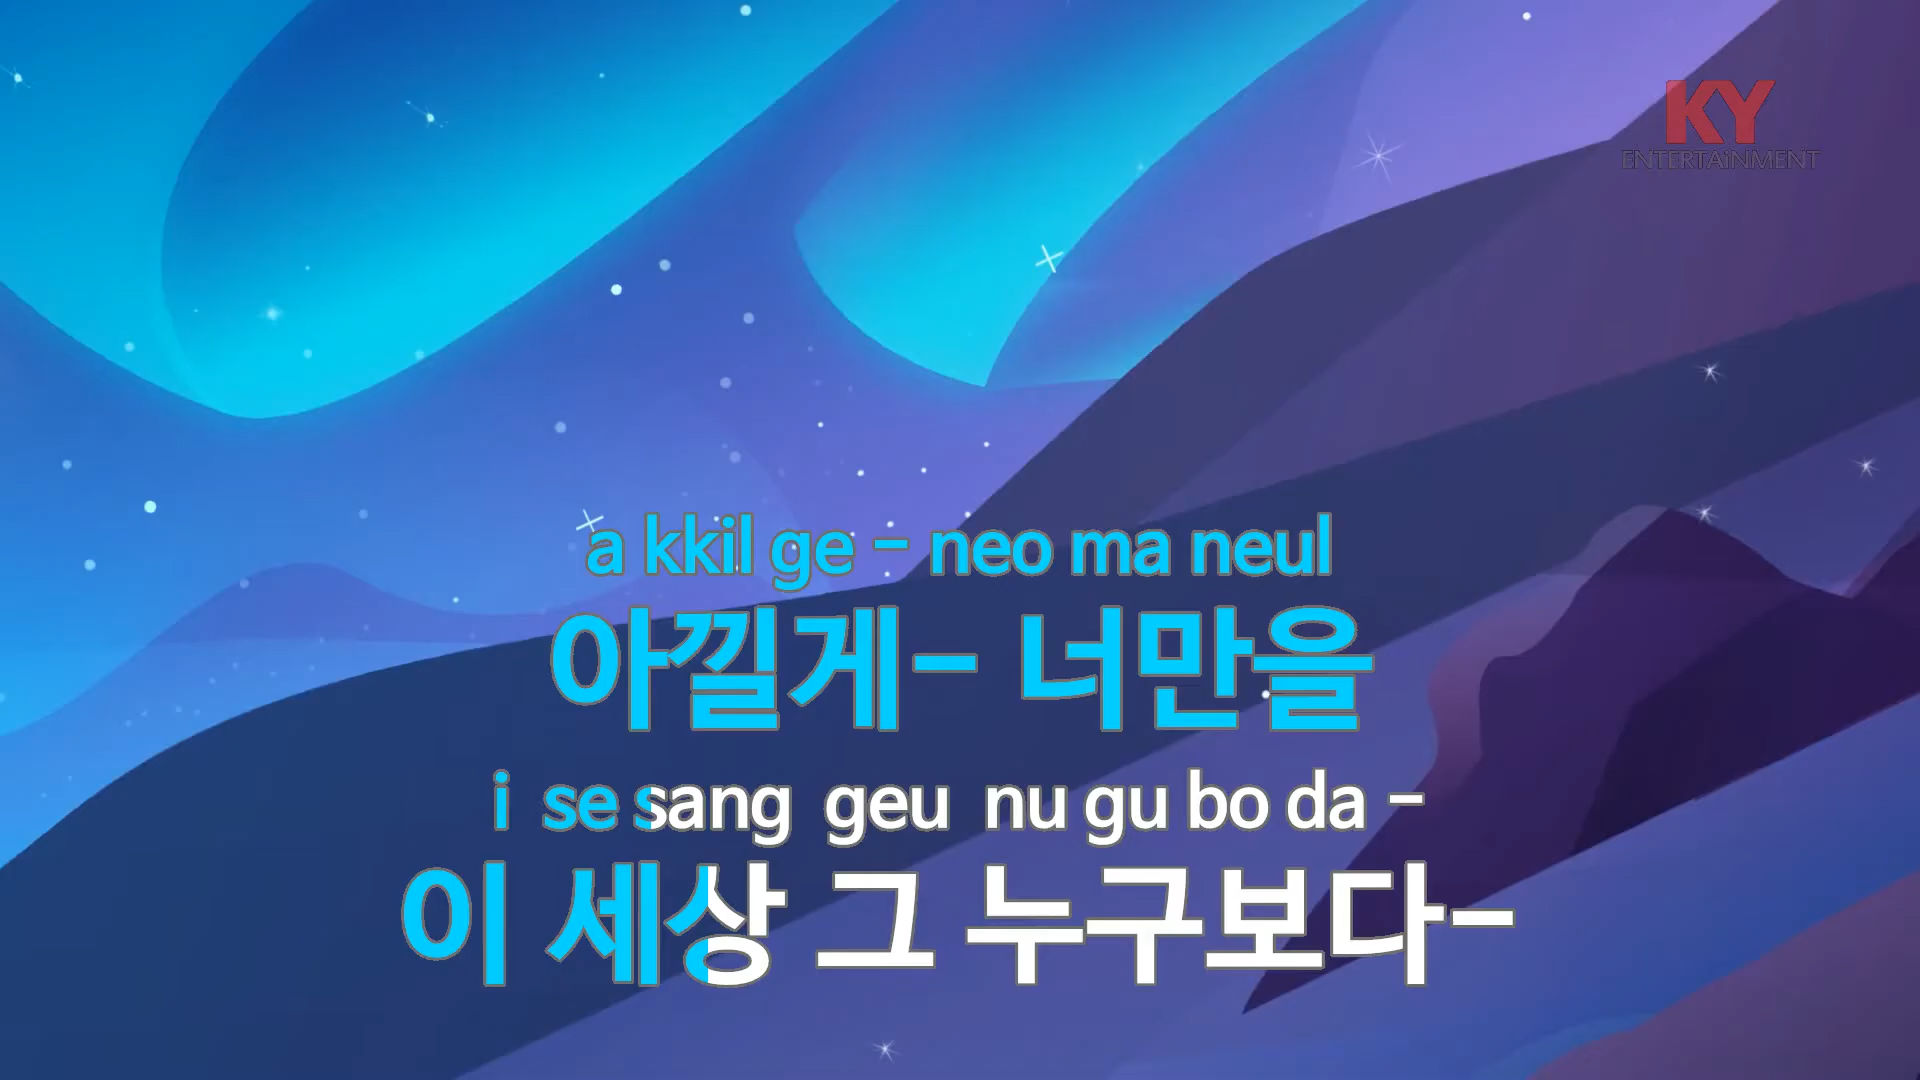 KY
ENTERTAINMENT
a kkil ge - neo ma neul
아낄게- 너만을
i se sang geu nu gu bo da -
이 세상 그 누구보다-